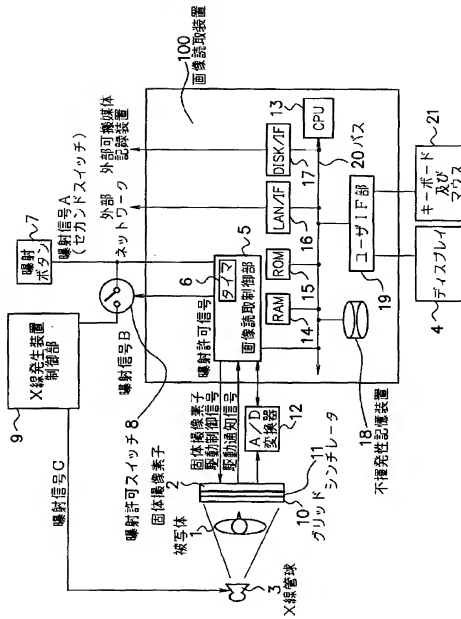 100
画像読取装置
曝射信号A
(セカンドスイッチ)
外部
ネットワーク
外部可搬媒体
記録装置
7
曝射
ボタン
9
X線発生装置
制御部
曝射信号C
曝射信号B
曝射許可スイッチ 8
曝射許可信号
6
タイマ
5
画像読取制御部
LAN/IF
16
DISK/IF
17
13
CPU
RAM
14
ROM
15
20 バス
固体撮像素子
駆動制御信号
駆動通知信号
A/D
変換器
12
固体撮像素子
2
被写体
1
10
グリッド
11
シンチレータ
3
X線管球
18
不揮発性記憶装置
ユーザIF部
19
4 ディスプレイ
キーボード
及び
マウス
21